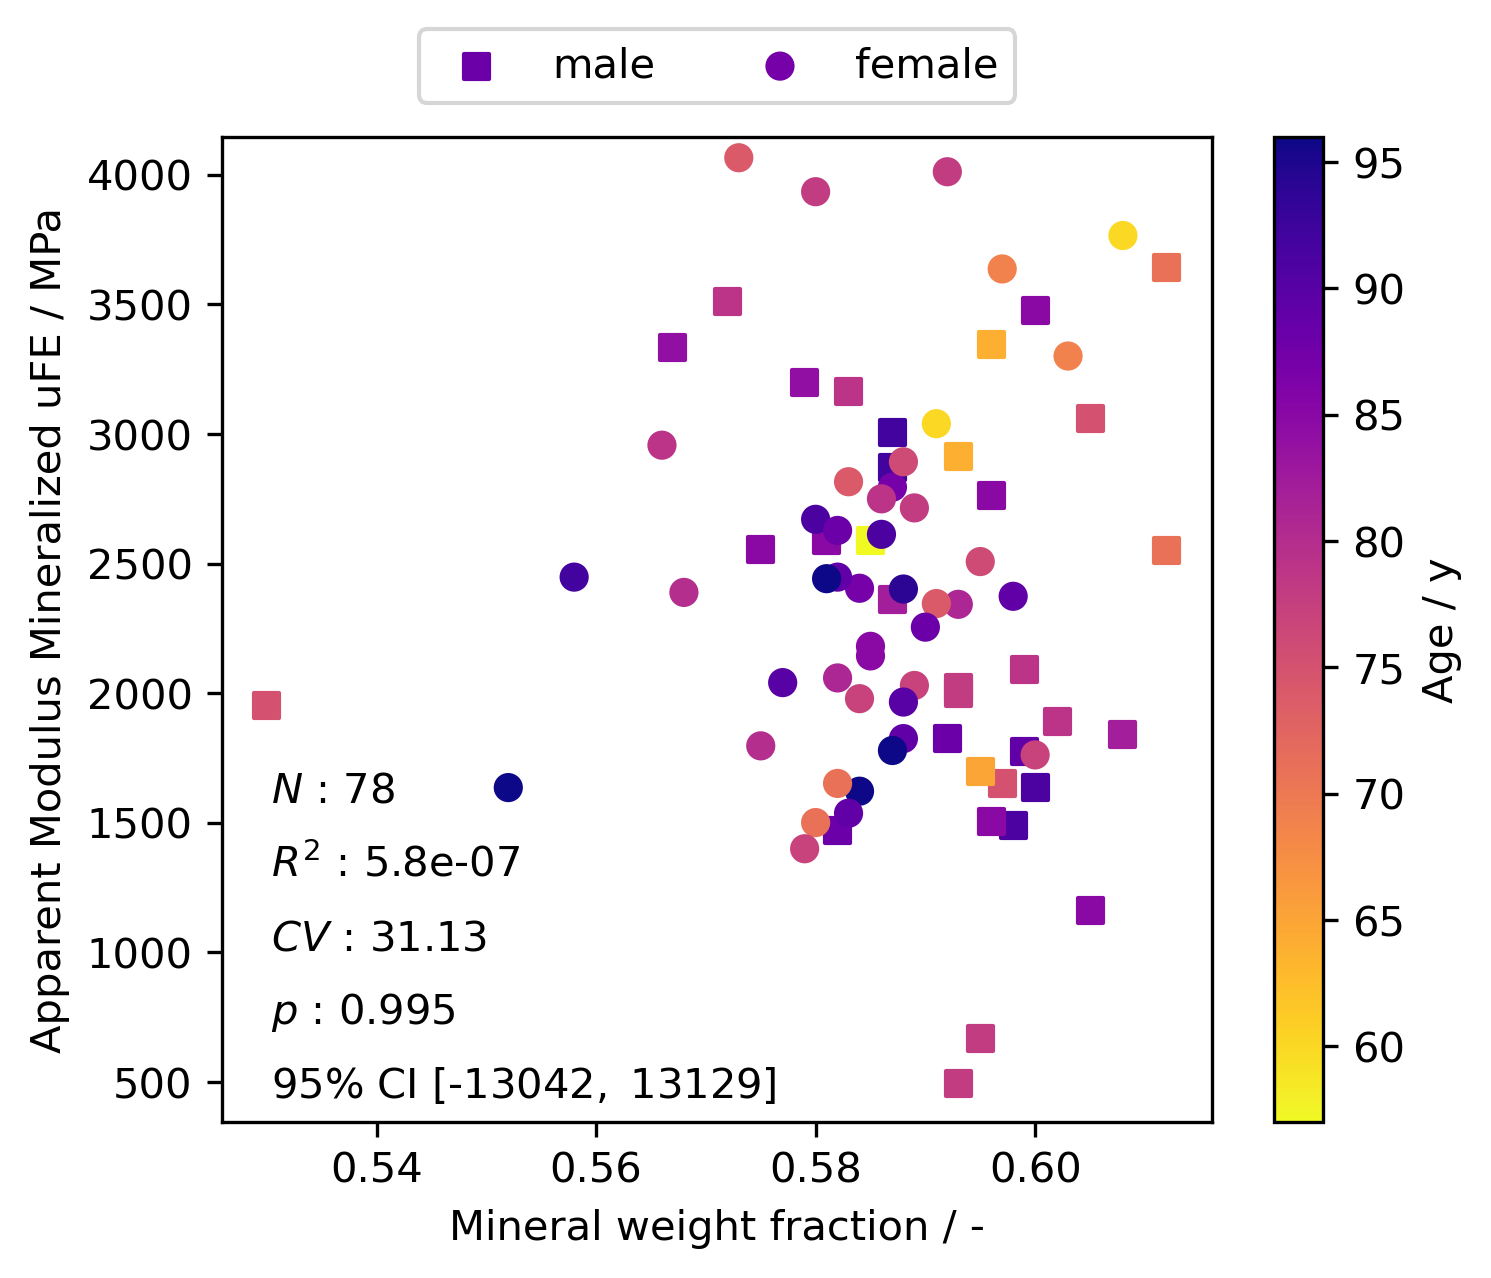 male female
Apparent Modulus Mineralized uFE / MPa
4000
3500
3000
2500
2000
1500
1000
500
N : 78
R² : 5.8e-07
CV : 31.13
p : 0.995
95% CI [-13042, 13129]
0.54 0.56 0.58 0.60
Mineral weight fraction / -
95
90
85
80
75
70
65
60
Age / y